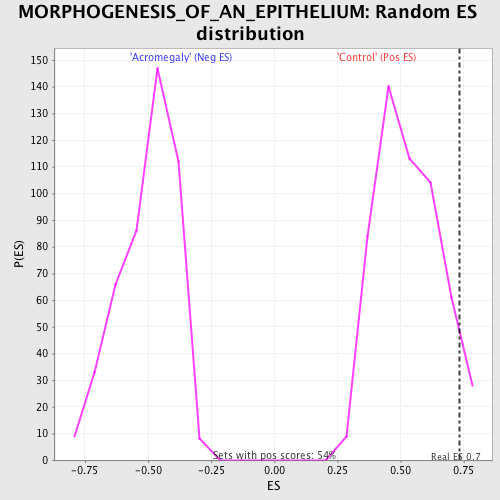 MORPHOGENESIS_OF_AN_EPITHELIUM: Random ES
distribution
'Acromegaly' (Neg ES)
'Control' (Pos ES)
150
140
130
120
110
100
90
80
70
60
50
40
30
20
10
0
P(ES)
Sets with pos scores: 54%
Real ES 0.7
−0.75 −0.50 −0.25 0.00 0.25 0.50 0.75
ES